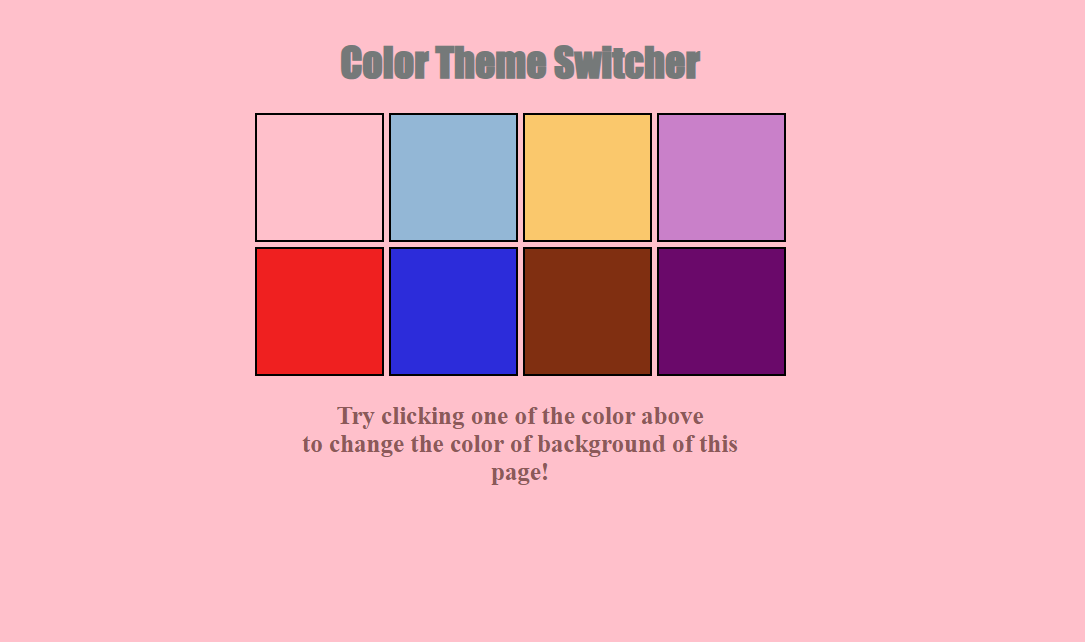 Color Theme Switcher
Try clicking one of the color above
to change the color of background of this
page!